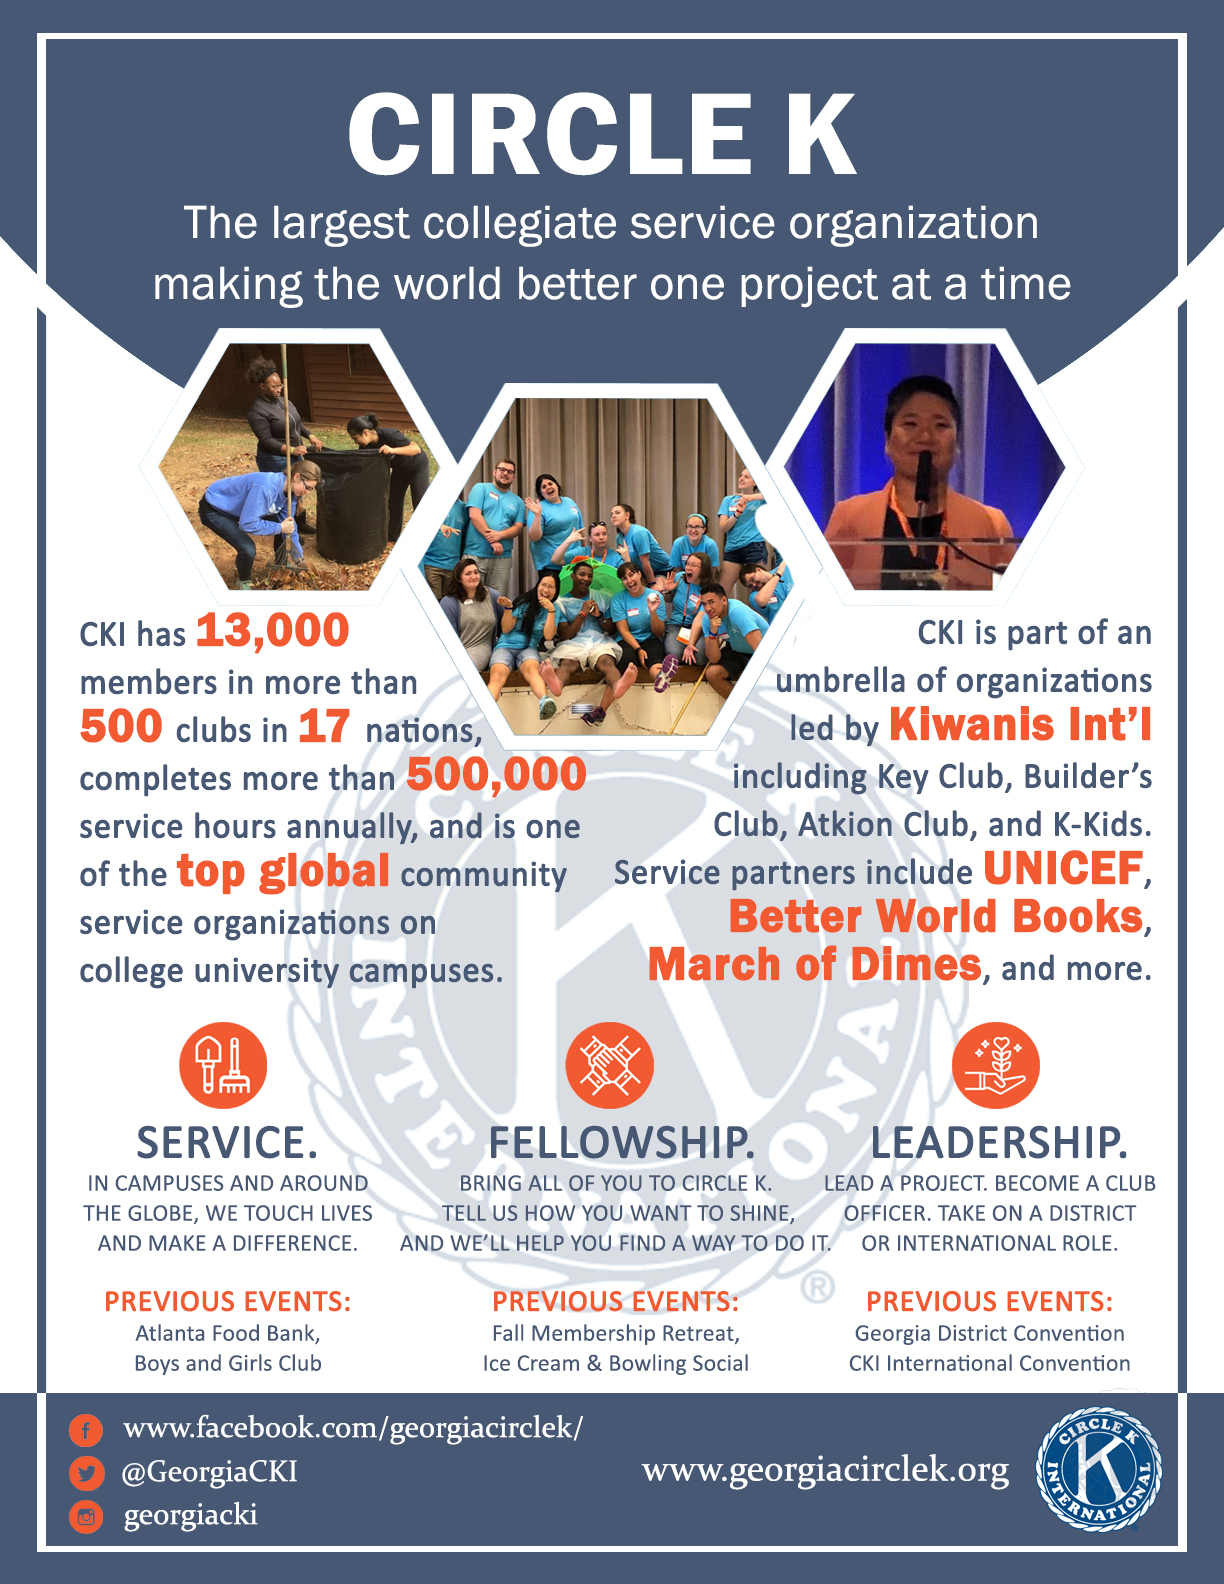 CIRCLE K
The largest collegiate service organization
making the world better one project at a time
CKI has 13,000
members in more than
500 clubs in 17 nations,
completes more than 500,000
service hours annually, and is one
of the top global community
service organizations on
college university campuses.
CKI is part of an
umbrella of organizations
led by Kiwanis Int'l
including Key Club, Builder's
Club, Atkion Club, and K-Kids.
Service partners include UNICEF,
Better World Books,
March of Dimes, and more.
SERVICE.
IN CAMPUSES AND AROUND
THE GLOBE, WE TOUCH LIVES
AND MAKE A DIFFERENCE.
PREVIOUS EVENTS:
Atlanta Food Bank,
Boys and Girls Club
FELLOWSHIP.
BRING ALL OF YOU TO CIRCLE K.
TELL US HOW YOU WANT TO SHINE,
AND WE'LL HELP YOU FIND A WAY TO DO IT.
PREVIOUS EVENTS:
Fall Membership Retreat,
Ice Cream & Bowling Social
LEADERSHIP.
LEAD A PROJECT. BECOME A CLUB
OFFICER. TAKE ON A DISTRICT
OR INTERNATIONAL ROLE.
PREVIOUS EVENTS:
Georgia District Convention
CKI International Convention
CIRCLE K
INTERNATIONAL
K
®
www.facebook.com/georgiacirclek/
@GeorgiaCKI
georgiacki
www.georgiacirclek.org
CIRCLE K
K
INTERNATIONAL